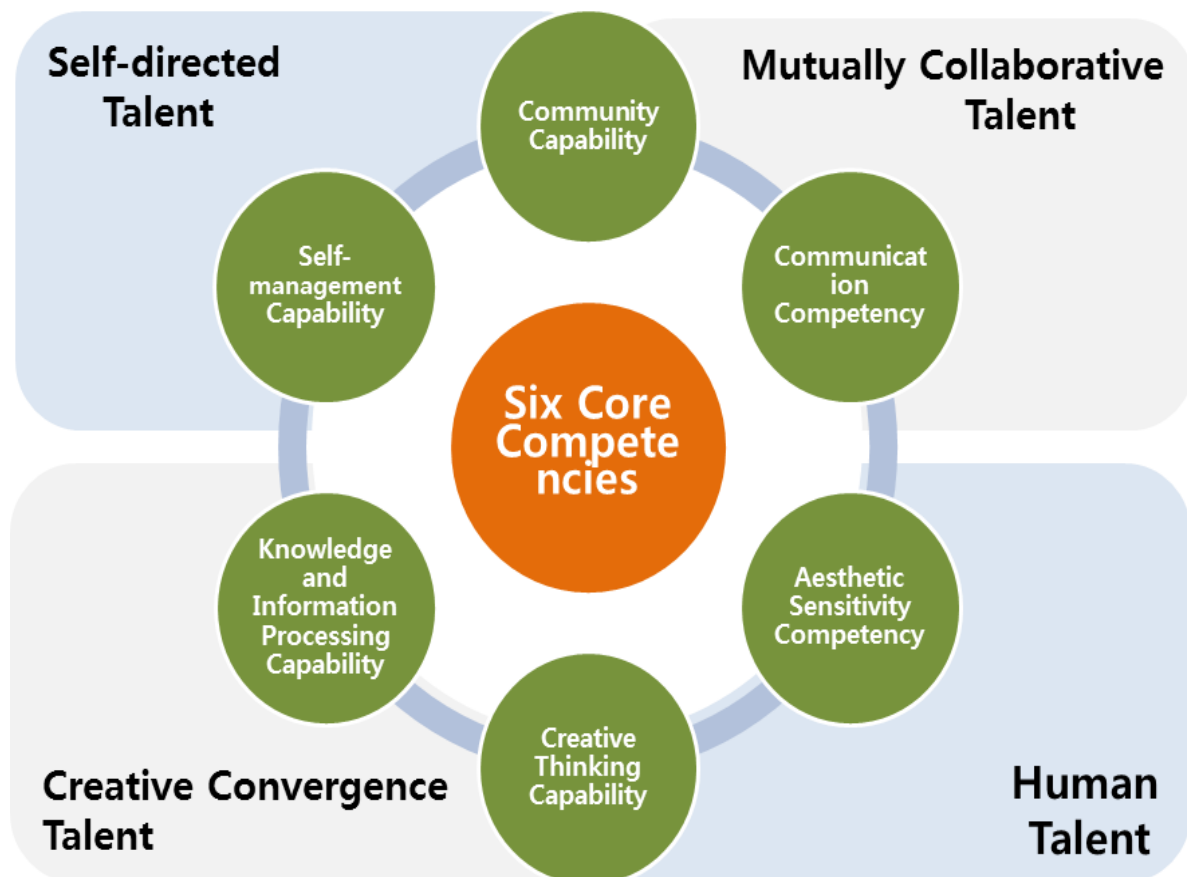 Self-directed
Talent
Mutually Collaborative
Talent
Community
Capability
Self-
management
Capability
Communicat
ion
Competency
Six Core
Compete
ncies
Knowledge
and
Information
Processing
Capability
Aesthetic
Sensitivity
Competency
Creative
Thinking
Capability
Creative Convergence
Talent
Human
Talent